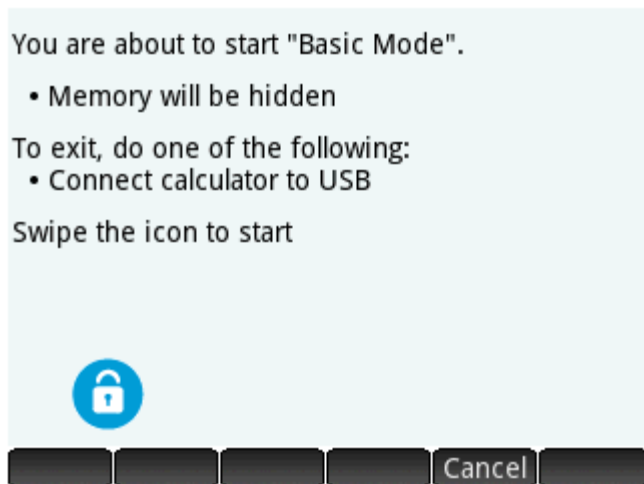 You are about to start "Basic Mode".
• Memory will be hidden
To exit, do one of the following:
• Connect calculator to USB
Swipe the icon to start
Cancel